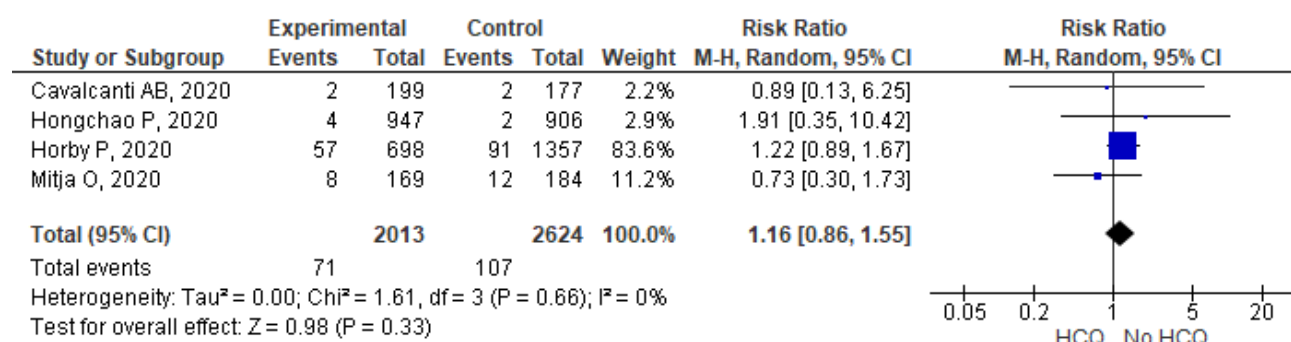 Experimental Control Risk Ratio Risk Ratio
Study or Subgroup Events Total Events Total Weight M-H, Random, 95% CI M-H, Random, 95% CI
Cavalcanti AB, 2020 2 199 2 177 2.2% 0.89 [0.13, 6.25]
Hongchao P, 2020 4 947 2 906 2.9% 1.91 [0.35, 10.42]
Horby P, 2020 57 698 91 1357 83.6% 1.22 [0.89, 1.67]
Mitja O, 2020 8 169 12 184 11.2% 0.73 [0.30, 1.73]
Total (95% CI) 2013 2624 100.0% 1.16 [0.86, 1.55]
Total events 71 107
Heterogeneity: Tau² = 0.00; Chi² = 1.61, df = 3 (P = 0.66); I² = 0%
Test for overall effect: Z = 0.98 (P = 0.33)
0.05 0.2 1 5 20
HCQ No HCQ